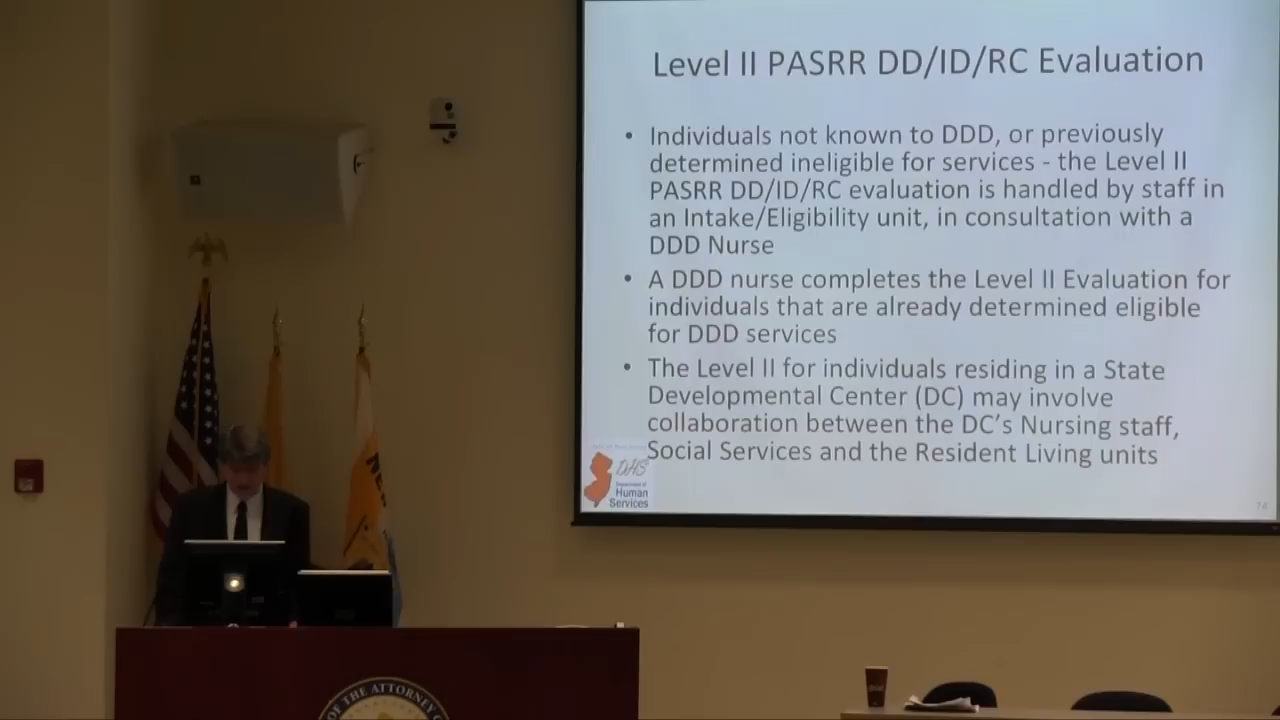 Level II PASRR DD/ID/RC Evaluation
• Individuals not known to DDD, or previously
determined ineligible for services - the Level II
PASRR DD/ID/RC evaluation is handled by staff in
an Intake/Eligibility unit, in consultation with a
DDD Nurse
• A DDD nurse completes the Level II Evaluation for
individuals that are already determined eligible
for DDD services
• The Level II for individuals residing in a State
Developmental Center (DC) may involve
collaboration between the DC's Nursing staff,
Social Services and the Resident Living units
DHS
Department of
Human
Services
OF THE ATTORNEY